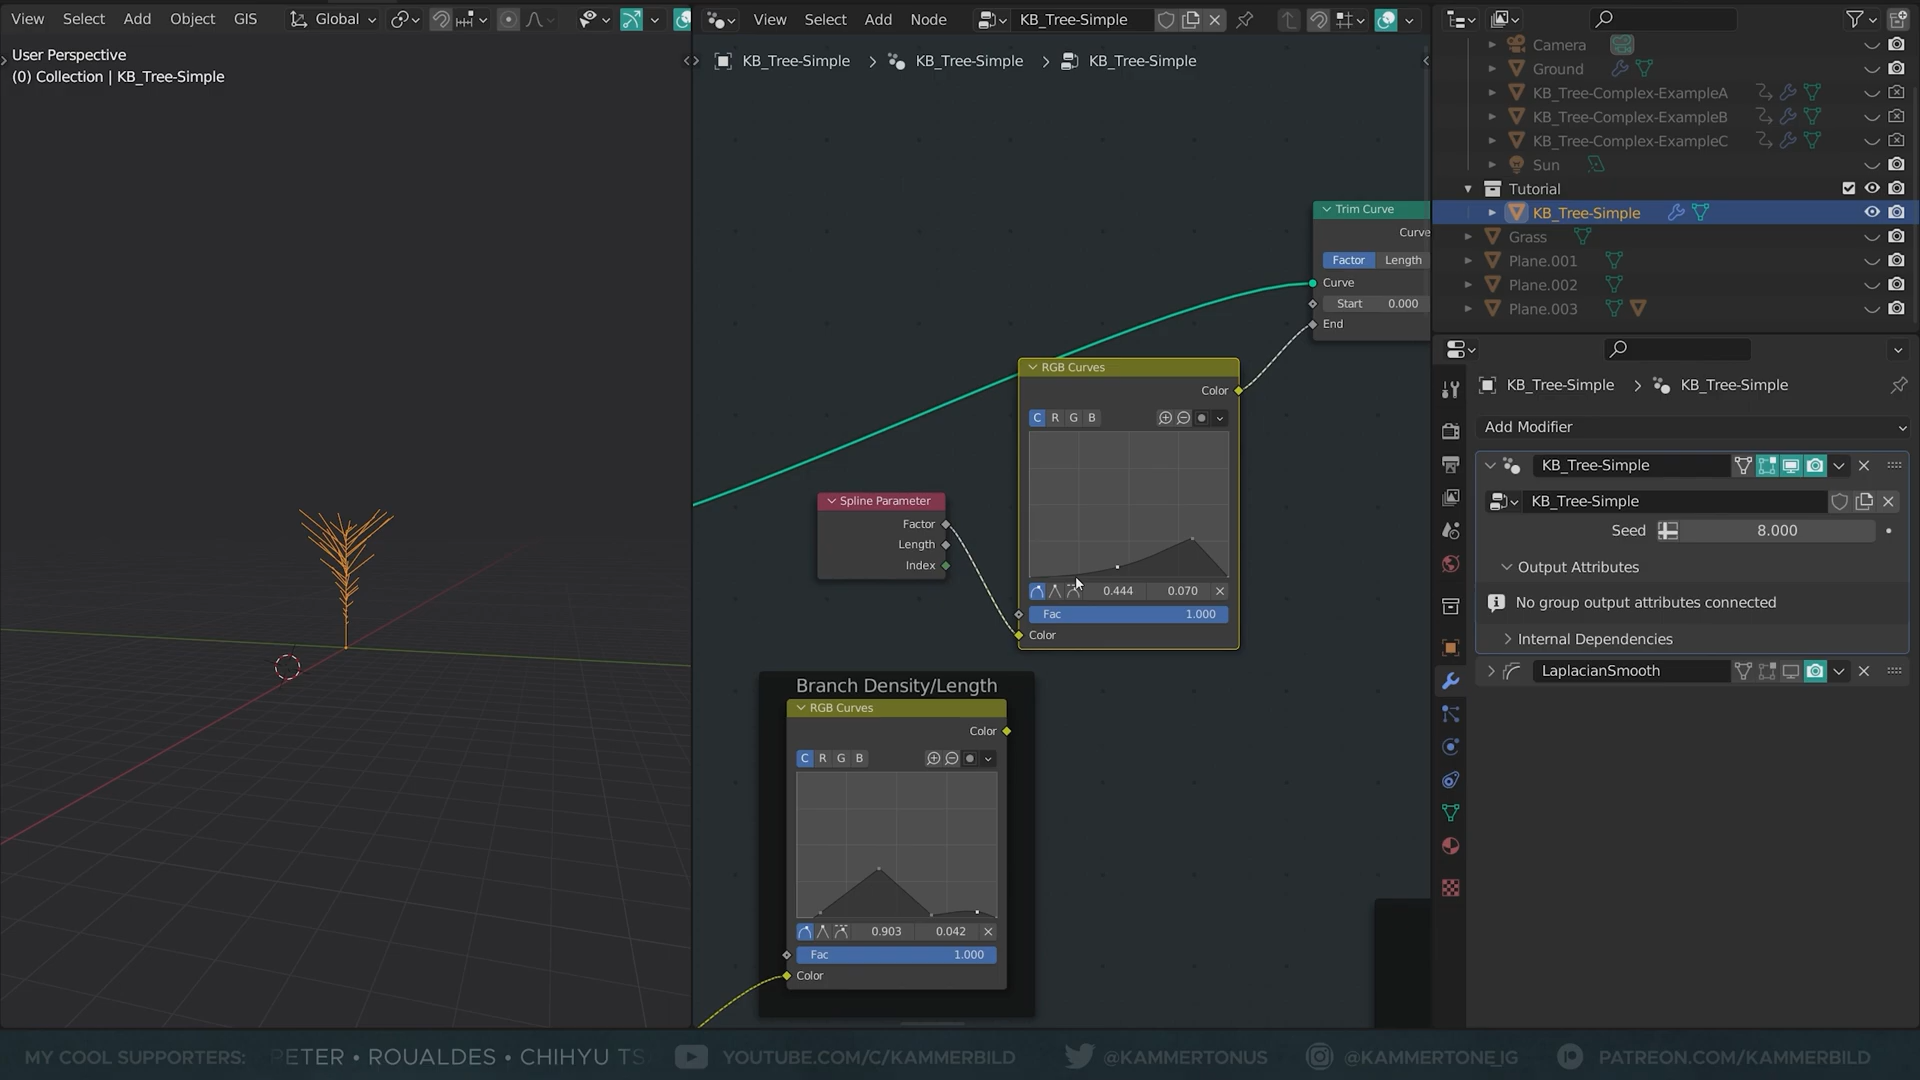 View Select Add Object GIS Global
User Perspective
(0) Collection | KB_Tree-Simple
View Select Add Node KB_Tree-Simple
KB_Tree-Simple > KB_Tree-Simple > KB_Tree-Simple
Trim Curve
Curve
Factor Length
Curve
Start 0.000
End
RGB Curves
Color
C R G B
0.444 0.070
Fac 1.000
Color
Spline Parameter
Factor
Length
Index
Branch Density/Length
RGB Curves
Color
C R G B
0.903 0.042
Fac 1.000
Color
Camera
Ground
KB_Tree-Complex-ExampleA
KB_Tree-Complex-ExampleB
KB_Tree-Complex-ExampleC
Sun
Tutorial
KB_Tree-Simple
Grass
Plane.001
Plane.002
Plane.003
KB_Tree-Simple > KB_Tree-Simple
Add Modifier
KB_Tree-Simple
KB_Tree-Simple
Seed 8.000
Output Attributes
No group output attributes connected
Internal Dependencies
LaplacianSmooth
MY COOL SUPPORTERS: PETER • ROUALDES • CHIHYU TS YOUTUBE.COM/C/KAMMERBILD @KAMMERTONUS @KAMMERTONE_IG PATREON.COM/KAMMERBILD